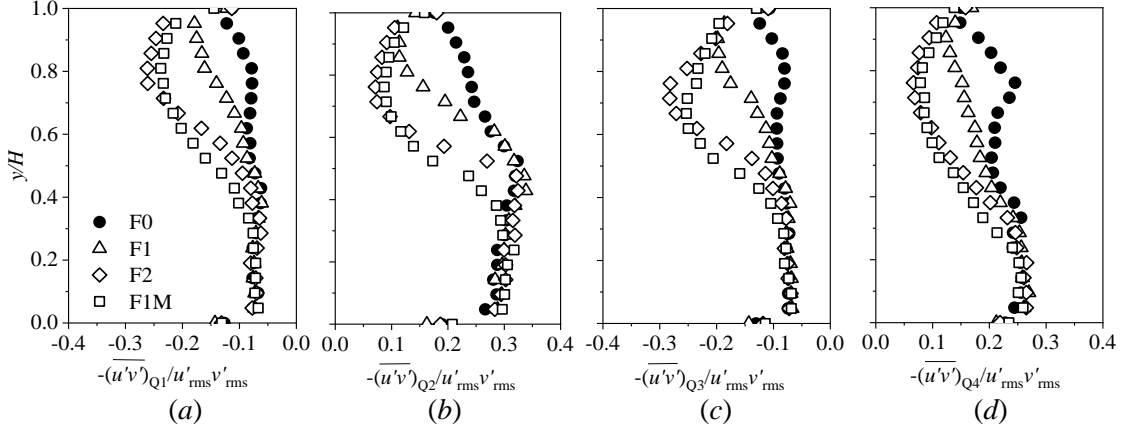 1.0
0.8
0.6
0.4
0.2
0.0
y/H
F0
F1
F2
F1M
-0.4 -0.3 -0.2 -0.1 0.0
0.0 0.1 0.2 0.3 0.4
-0.4 -0.3 -0.2 -0.1 0.0
0.0 0.1 0.2 0.3 0.4
-(u'v')Q1/u'rmsv'rms
-(u'v')Q2/u'rmsv'rms
-(u'v')Q3/u'rmsv'rms
-(u'v')Q4/u'rmsv'rms
(a) (b) (c) (d)